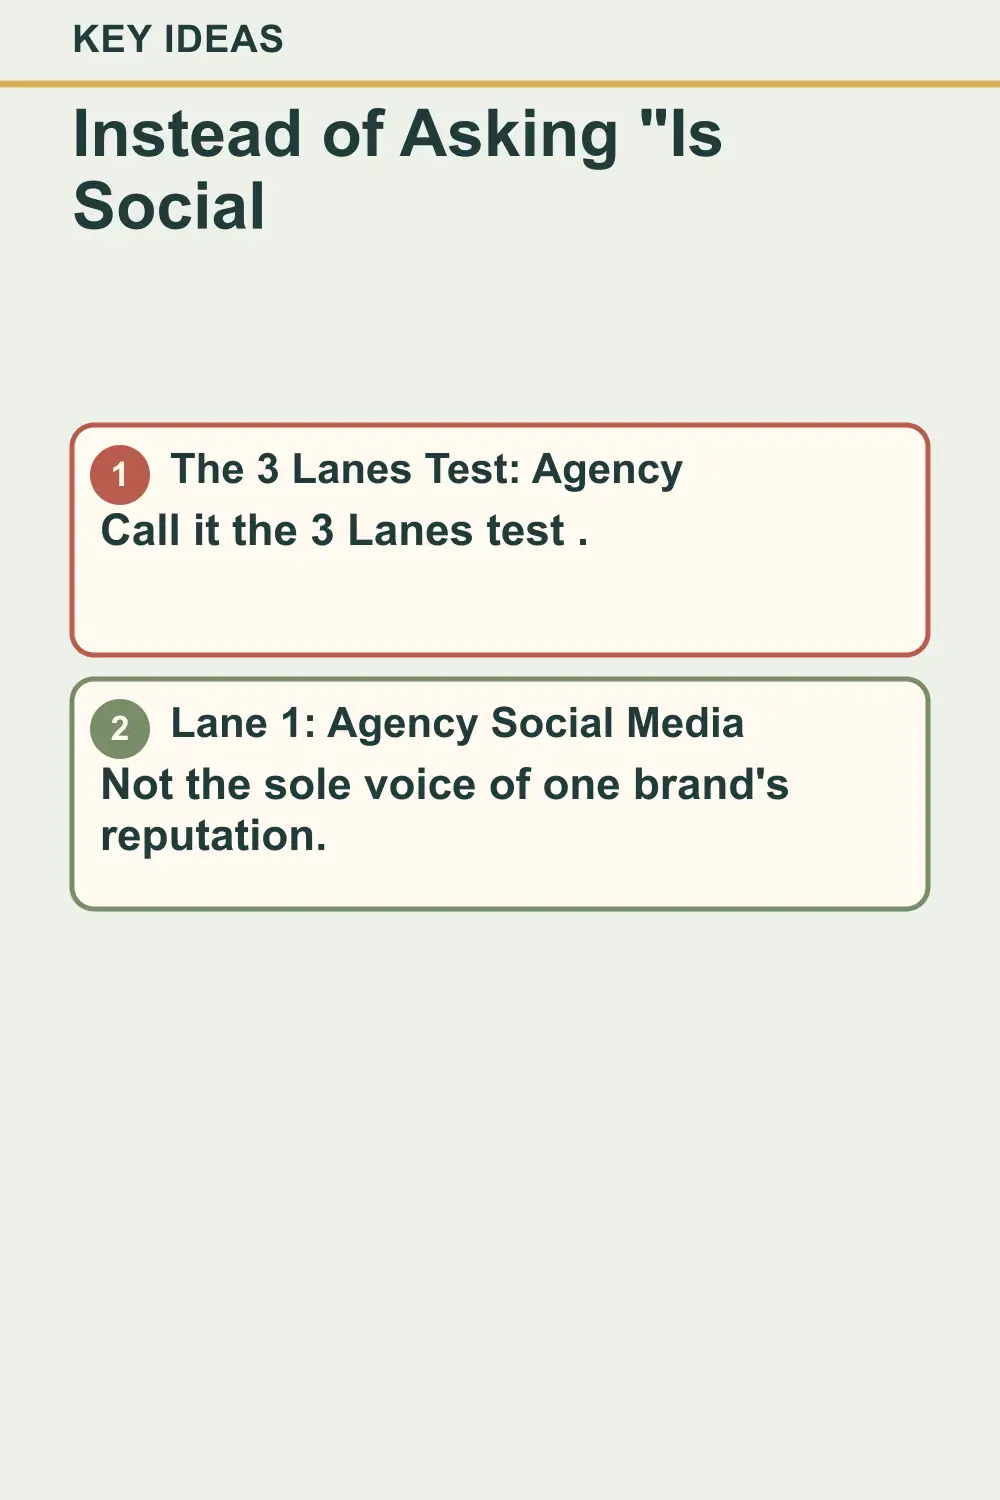 KEY IDEAS
Instead of Asking "Is
Social
1
The 3 Lanes Test: Agency
Call it the 3 Lanes test .
2
Lane 1: Agency Social Media
Not the sole voice of one brand's
reputation.